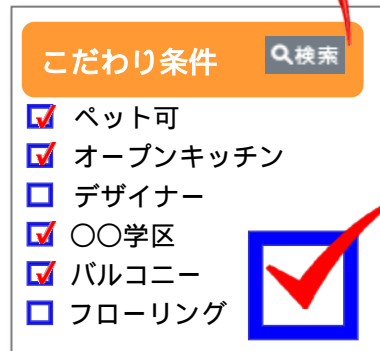 こだわり条件 検索
ペット可
オープンキッチン
デザイナー
〇〇学区
バルコニー
フローリング